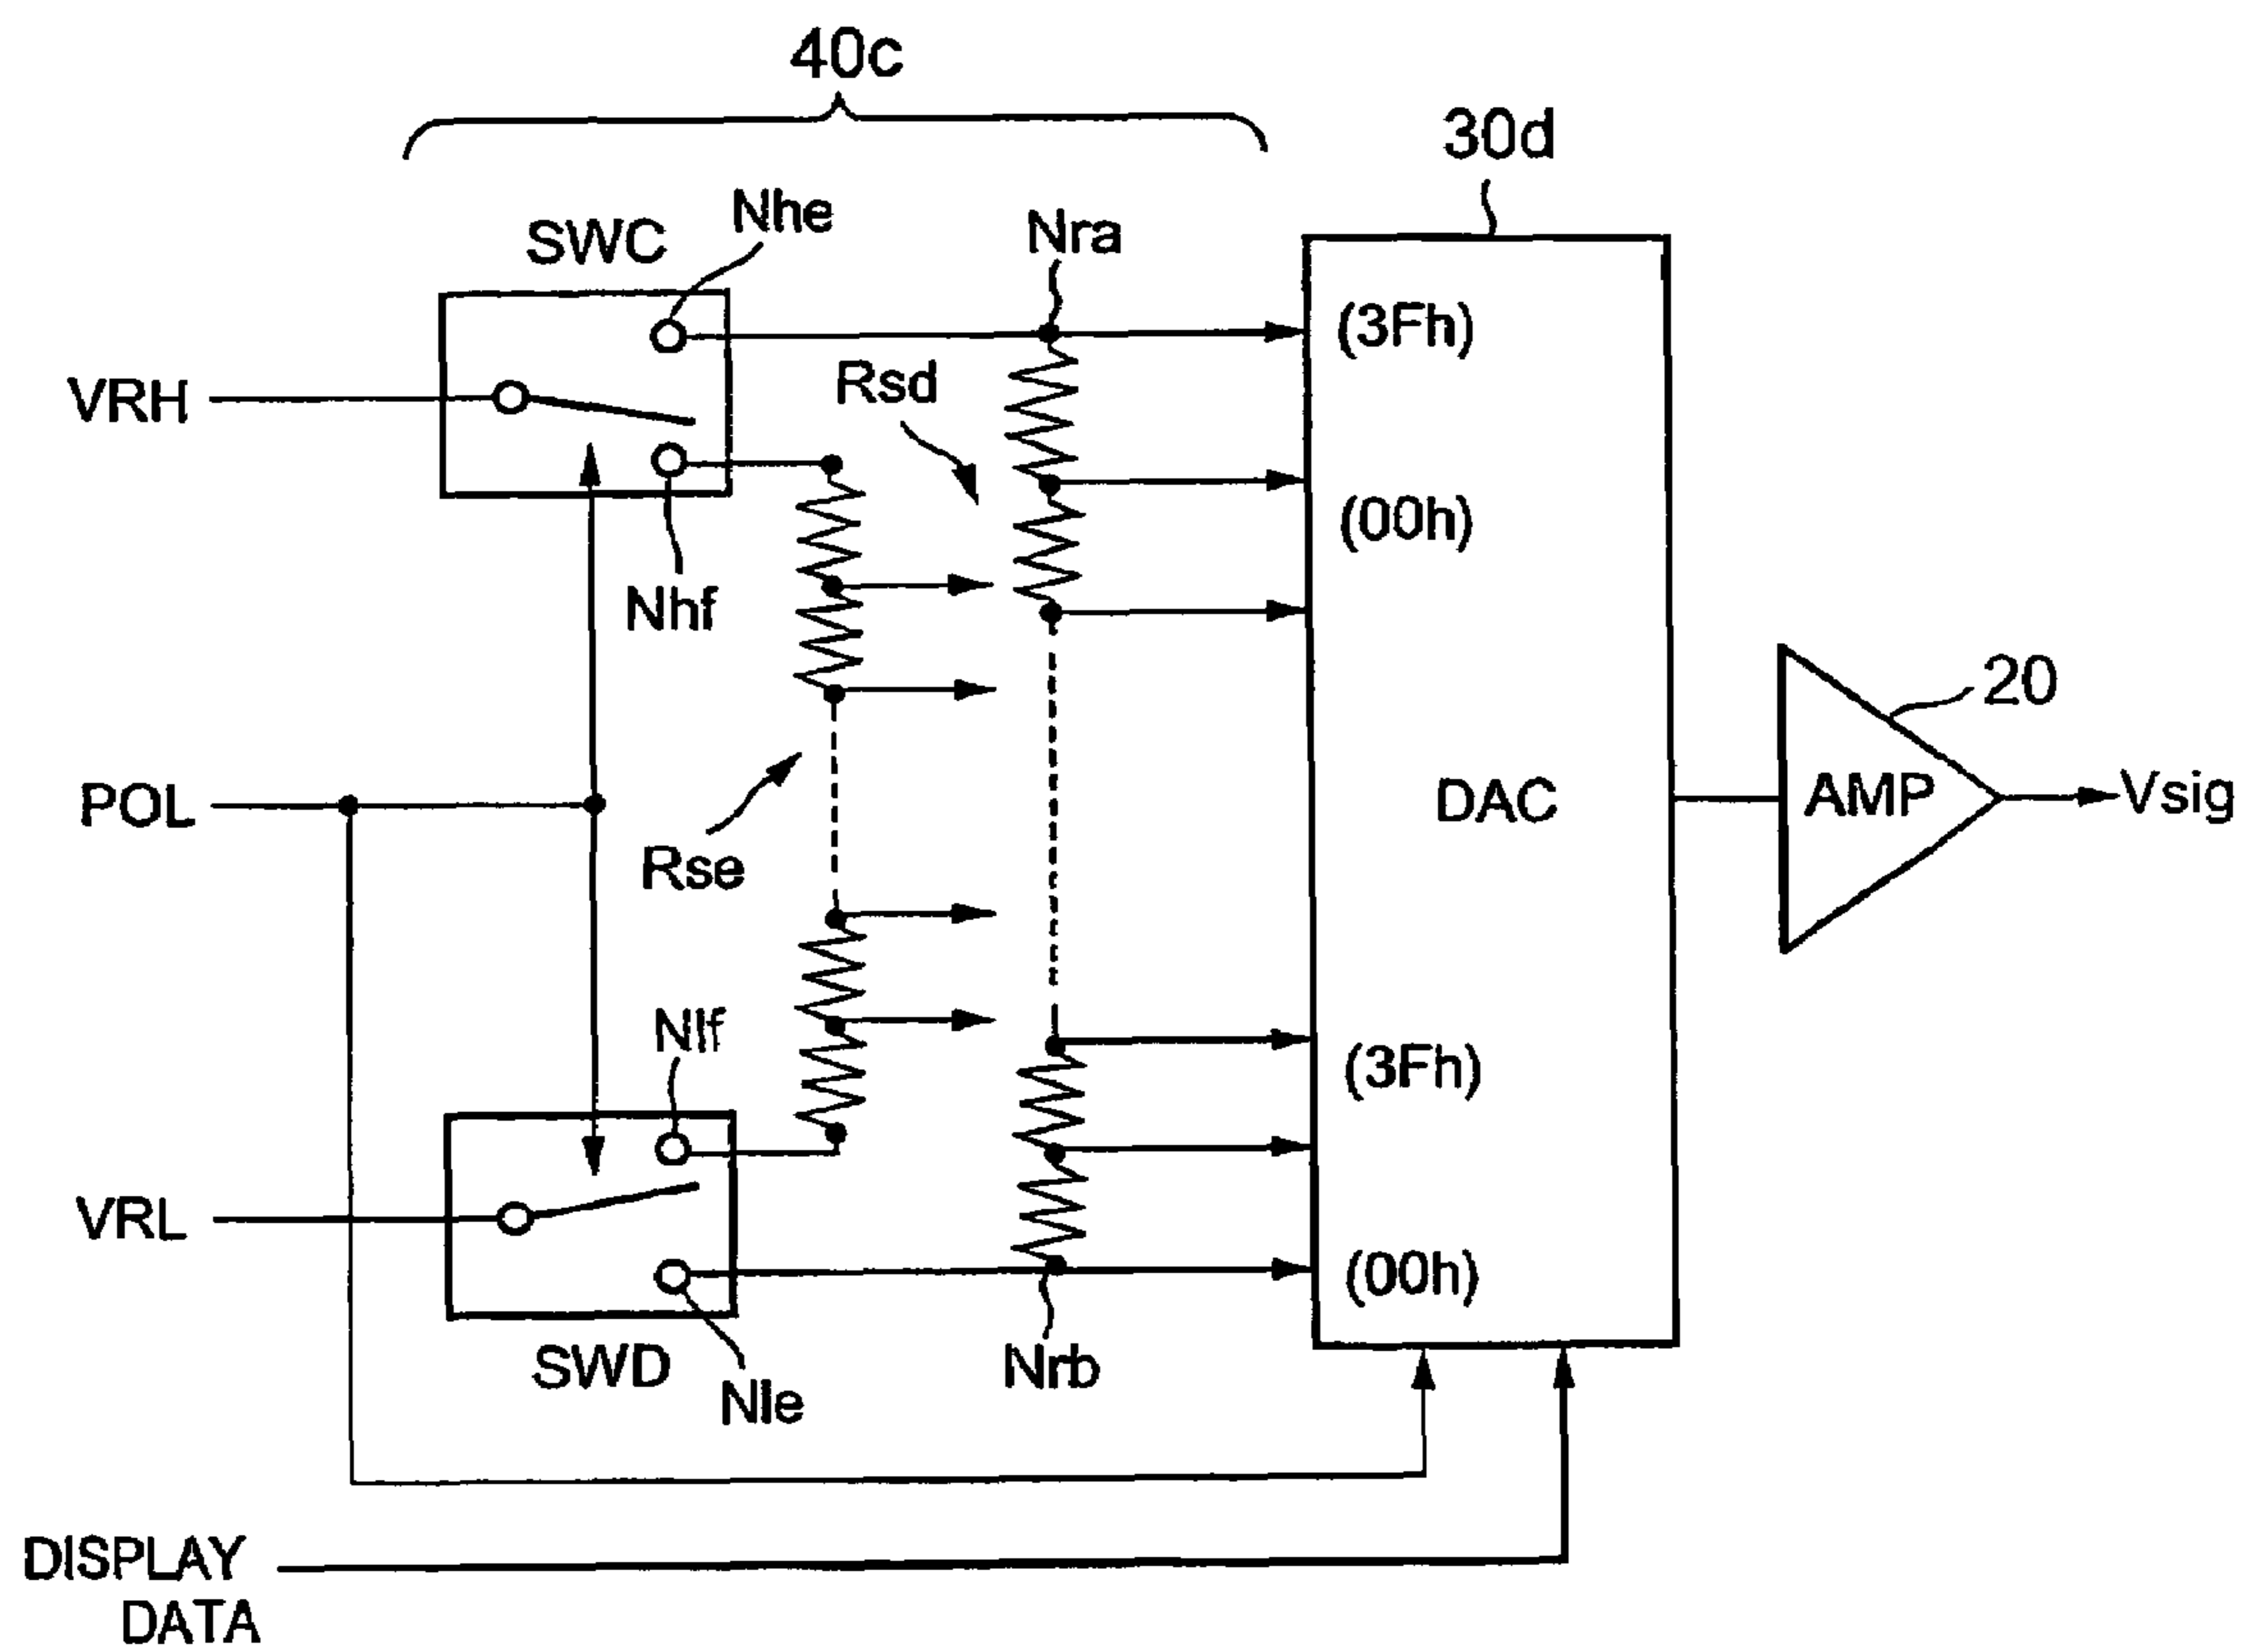 40c
30d
SWC
Nhe
Nra
(3Fh)
VRH
Rsd
(00h)
Nhf
20
POL
DAC
AMP
Vsig
Rse
Nlf
(3Fh)
VRL
(00h)
SWD
Nle
Nrb
DISPLAY
DATA